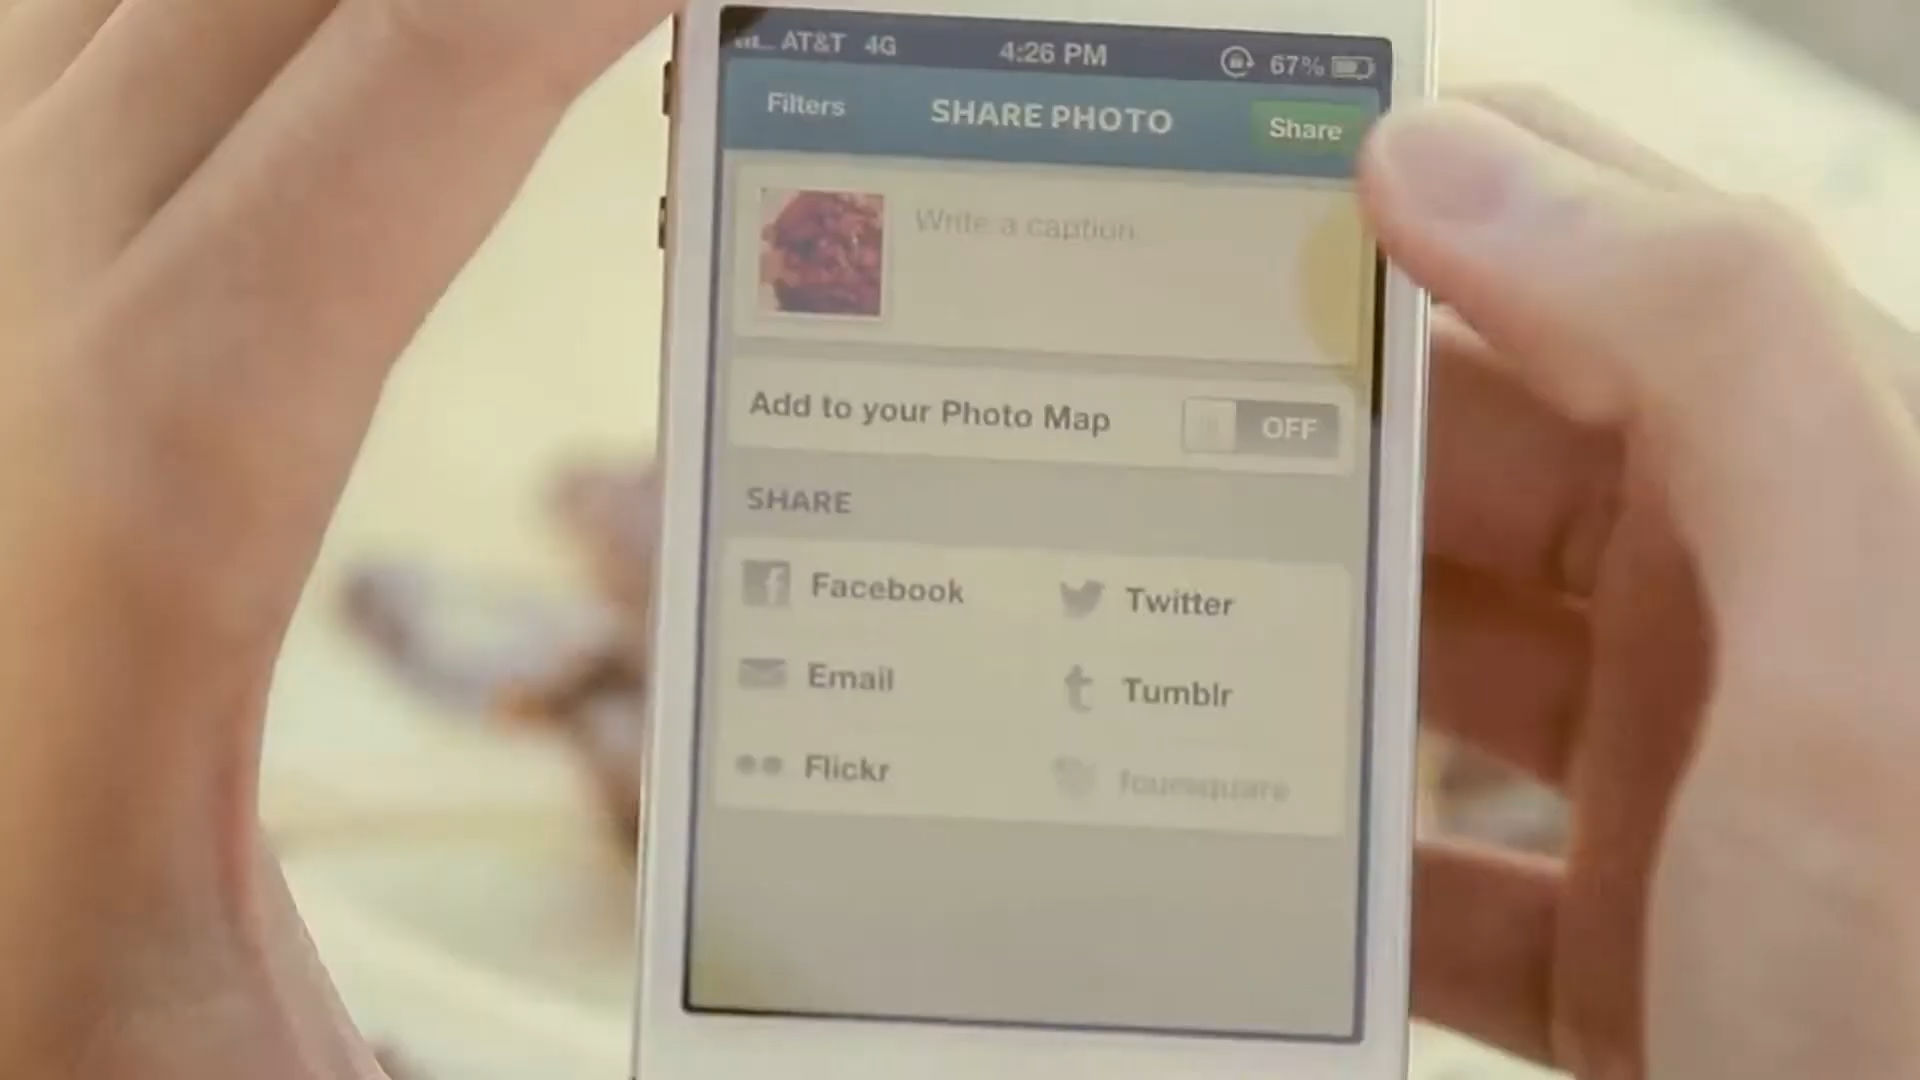 AT&T 4G 4:26 PM 67%
Filters SHARE PHOTO Share
Write a caption...
Add to your Photo Map OFF
SHARE
Facebook Twitter
Email Tumblr
Flickr foursquare